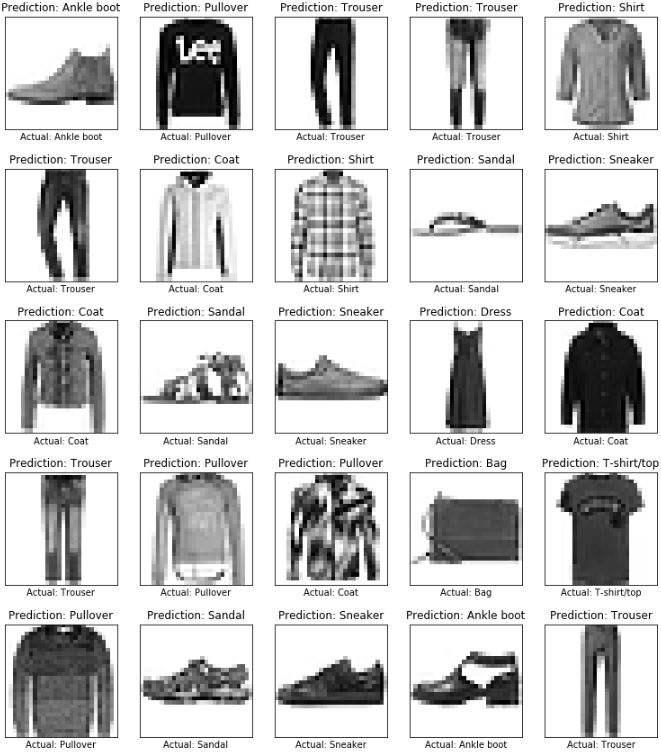 Prediction: Ankle boot
Actual: Ankle boot
Prediction: Pullover
Lee
Actual: Pullover
Prediction: Trouser
Actual: Trouser
Prediction: Trouser
Actual: Trouser
Prediction: Shirt
Actual: Shirt
Prediction: Trouser
Actual: Trouser
Prediction: Coat
Actual: Coat
Prediction: Shirt
Actual: Shirt
Prediction: Sandal
Actual: Sandal
Prediction: Sneaker
Actual: Sneaker
Prediction: Coat
Actual: Coat
Prediction: Sandal
Actual: Sandal
Prediction: Sneaker
Actual: Sneaker
Prediction: Dress
Actual: Dress
Prediction: Coat
Actual: Coat
Prediction: Trouser
Actual: Trouser
Prediction: Pullover
Actual: Pullover
Prediction: Pullover
Actual: Coat
Prediction: Bag
Actual: Bag
Prediction: T-shirt/top
Actual: T-shirt/top
Prediction: Pullover
Actual: Pullover
Prediction: Sandal
Actual: Sandal
Prediction: Sneaker
Actual: Sneaker
Prediction: Ankle boot
Actual: Ankle boot
Prediction: Trouser
Actual: Trouser